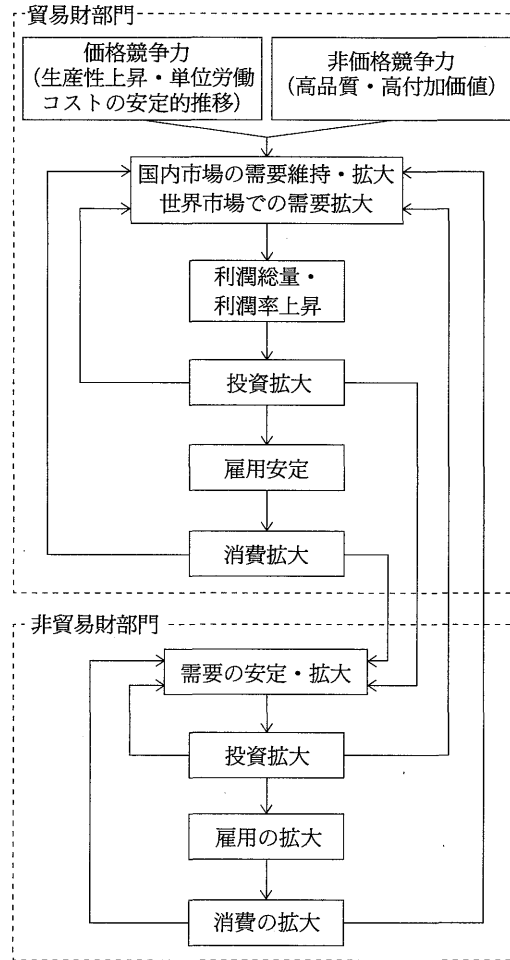 貿易財部門
価格競争力
(生産性上昇・単位労働
コストの安定的推移)
非価格競争力
(高品質・高付加価値)
国内市場の需要維持・拡大
世界市場での需要拡大
利潤総量・
利潤率上昇
投資拡大
雇用安定
消費拡大
非貿易財部門
需要の安定・拡大
投資拡大
雇用の拡大
消費の拡大